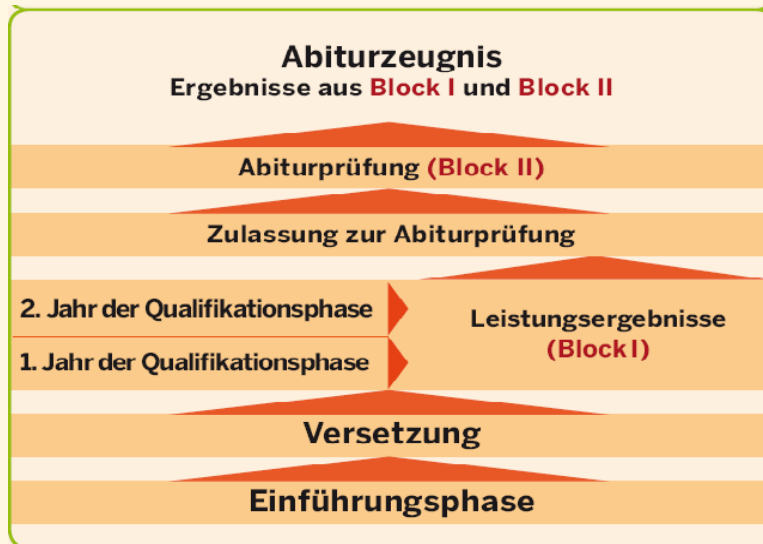 Abiturzeugnis
Ergebnisse aus Block I und Block II
Abiturprüfung (Block II)
Zulassung zur Abiturprüfung
2. Jahr der Qualifikationsphase
1. Jahr der Qualifikationsphase
Leistungsergebnisse
(Block I)
Versetzung
Einführungsphase